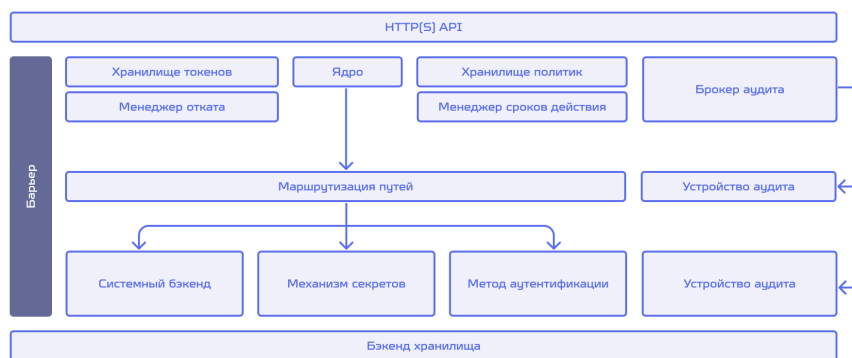 HTTP(S) API
Барьер
Хранилище токенов
Ядро
Хранилище политик
Брокер аудита
Менеджер отката
Менеджер сроков действия
Маршрутизация путей
Устройство аудита
Системный бэкенд
Механизм секретов
Метод аутентификации
Устройство аудита
Бэкенд хранилища